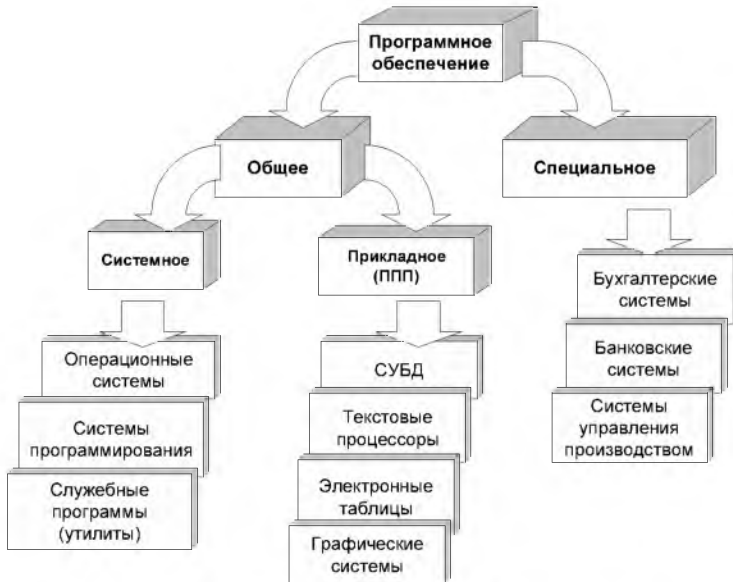 Программное
обеспечение
Общее
Специальное
Системное
Прикладное
(ППП)
Операционные
системы
Системы
программирования
Служебные
программы
(утилиты)
СУБД
Текстовые
процессоры
Электронные
таблицы
Графические
системы
Бухгалтерские
системы
Банковские
системы
Системы
управления
производством